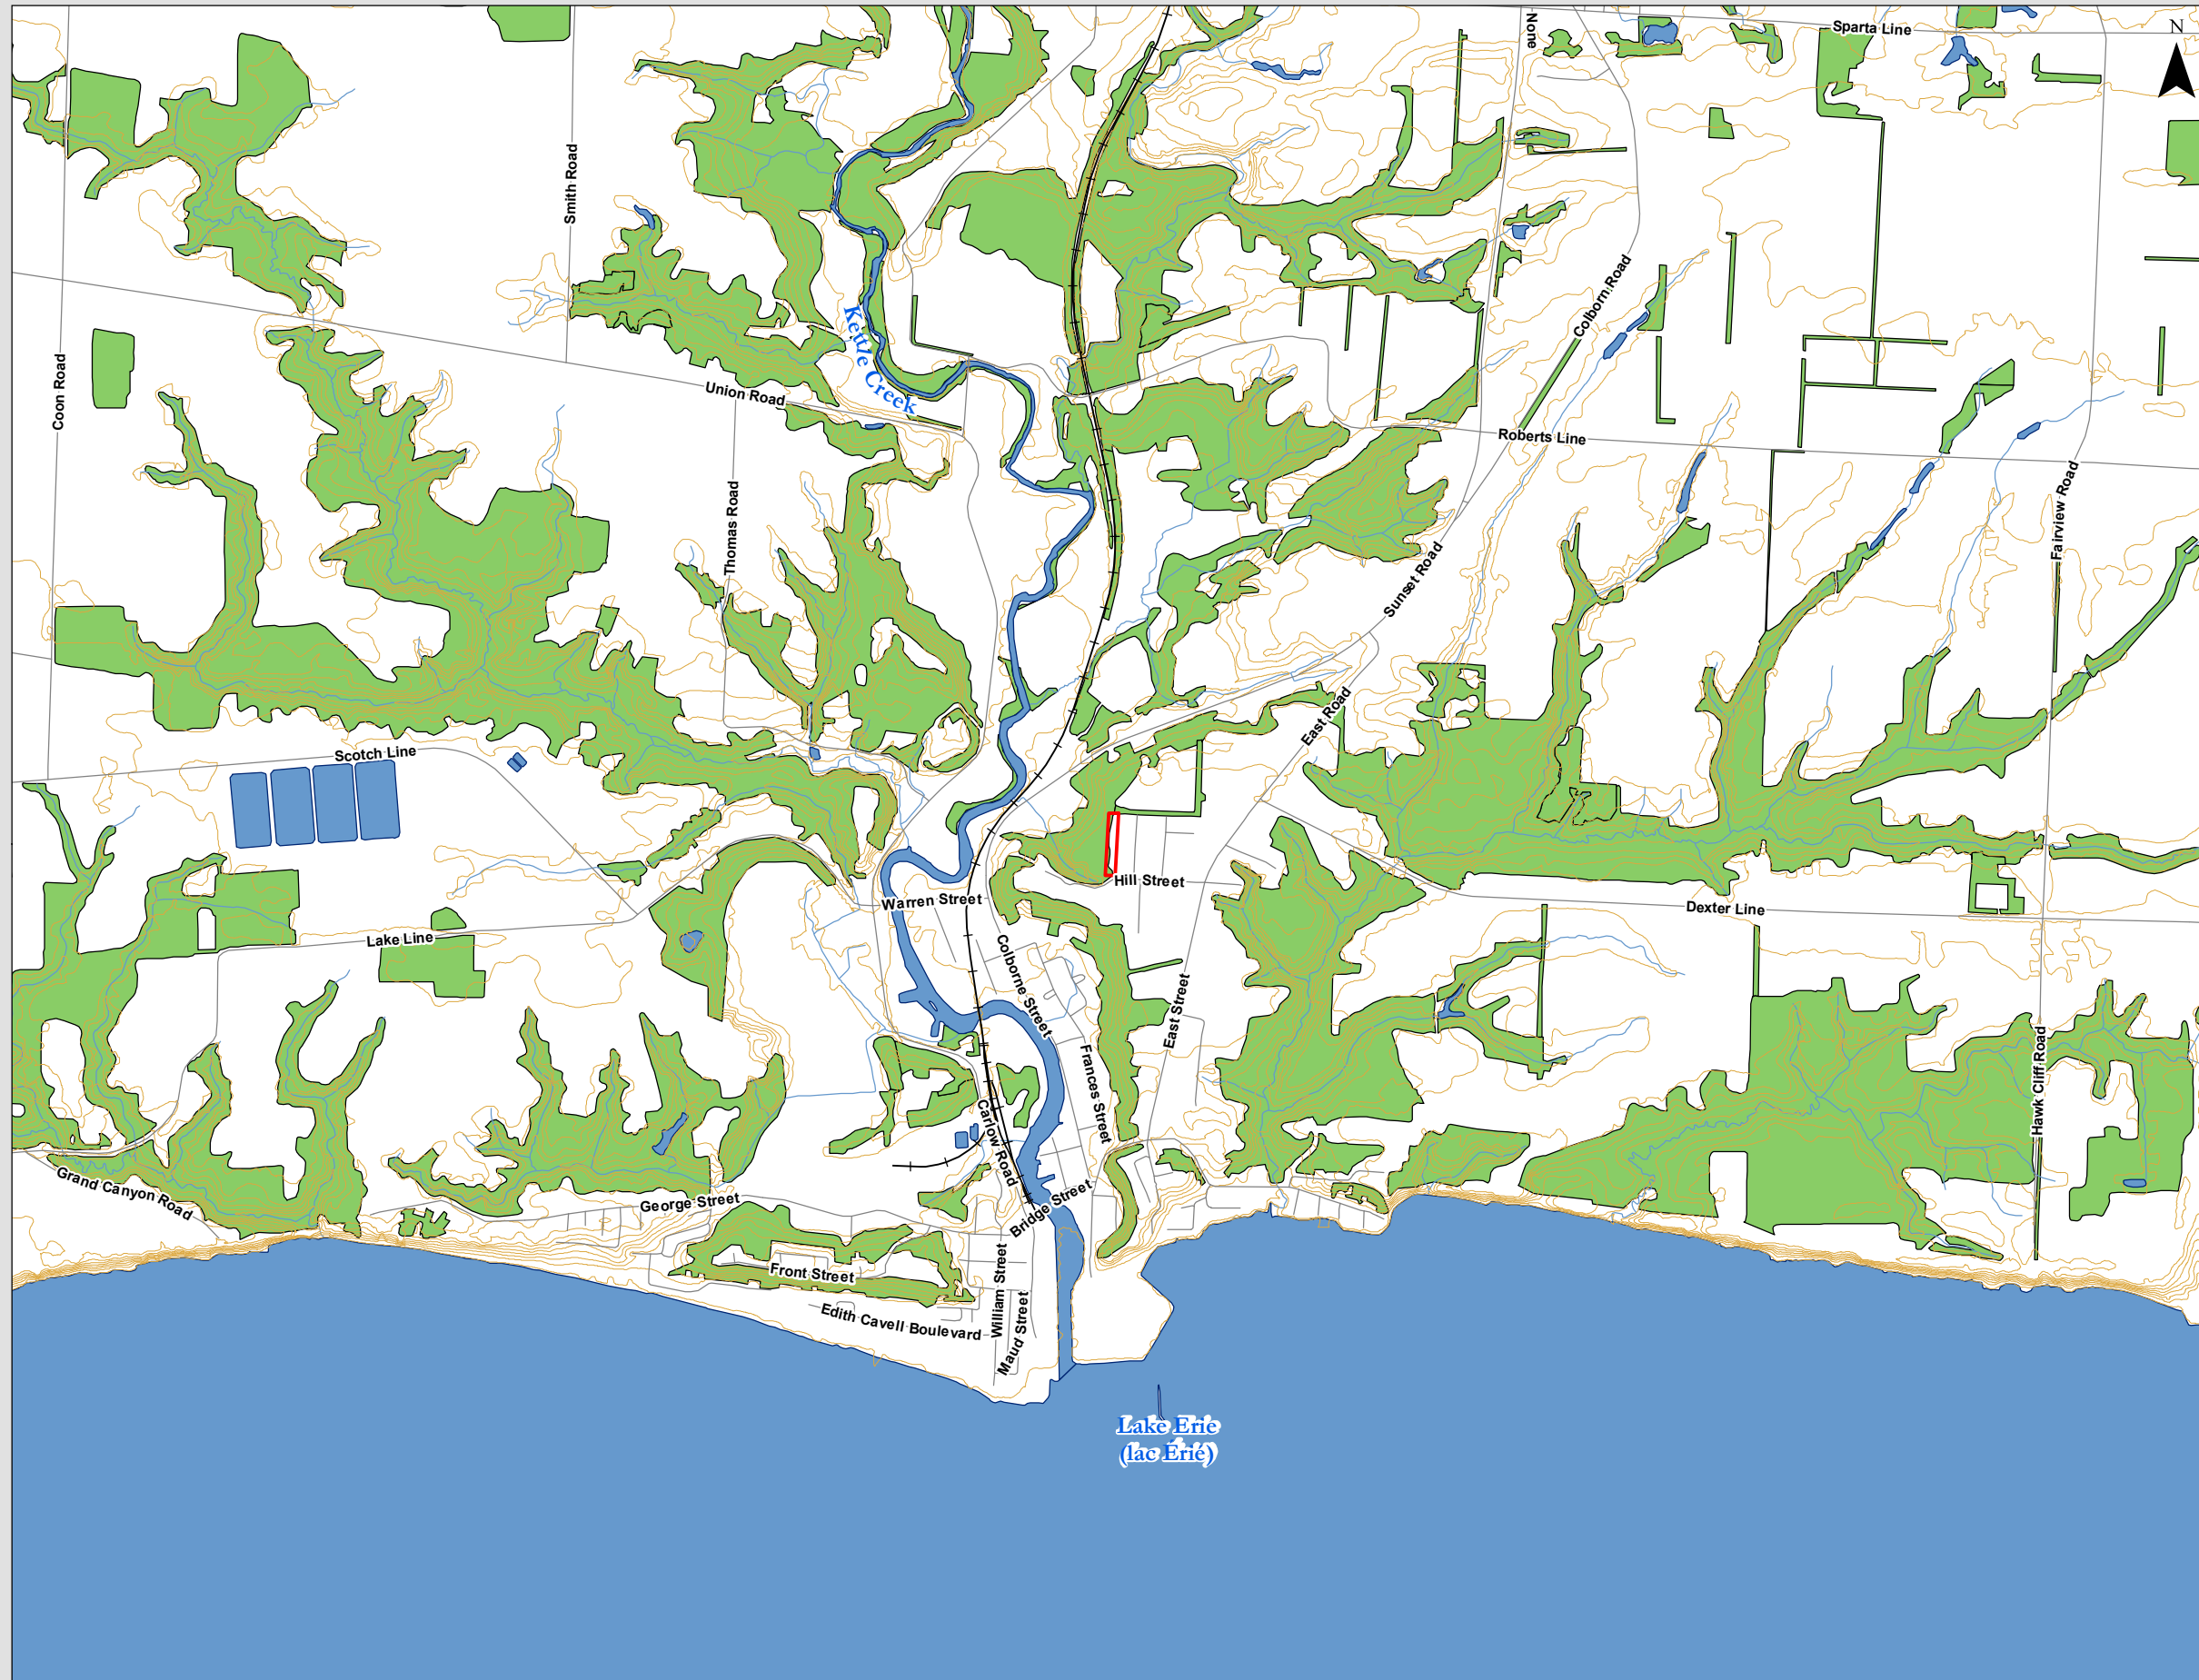 Sparta Line
N
None
Smith Road
Colborn Road
Kettle Creek
Coon Road
Union Road
Roberts Line
Thomas Road
Fairview Road
Sunset Road
East Road
Scotch Line
Hill Street
Warren Street
Dexter Line
Lake Line
Colborne Street
East Street
Frances Street
Hawk Cliff Road
Carlow Road
Grand Canyon Road
George Street
Bridge Street
Front Street
William Street
Maud Street
Edith Cavell Boulevard
Lake Erie
(lac Érié)